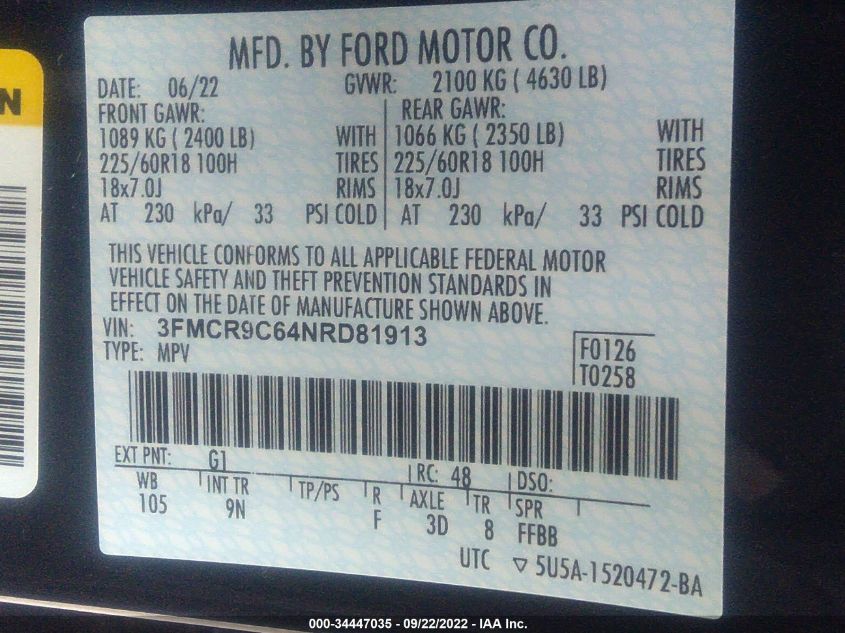 N
MFD. BY FORD MOTOR CO.
DATE: 06/22 GVWR: 2100 KG ( 4630 LB)
FRONT GAWR: REAR GAWR:
1089 KG ( 2400 LB) WITH 1066 KG ( 2350 LB) WITH
225/60R18 100H TIRES 225/60R18 100H TIRES
18x7.0J RIMS 18x7.0J RIMS
AT 230 kPa/ 33 PSI COLD AT 230 kPa/ 33 PSI COLD
THIS VEHICLE CONFORMS TO ALL APPLICABLE FEDERAL MOTOR
VEHICLE SAFETY AND THEFT PREVENTION STANDARDS IN
EFFECT ON THE DATE OF MANUFACTURE SHOWN ABOVE.
VIN: 3FMCR9C64NRD81913
TYPE: MPV
F0126
T0258
EXT PNT: G1 RC: 48 DSO:
WB INT TR TP/PS R AXLE TR SPR
105 9N F 3D 8 FFBB
UTC ▽ 5U5A-1520472-BA
000-34447035 - 09/22/2022 - IAA Inc.